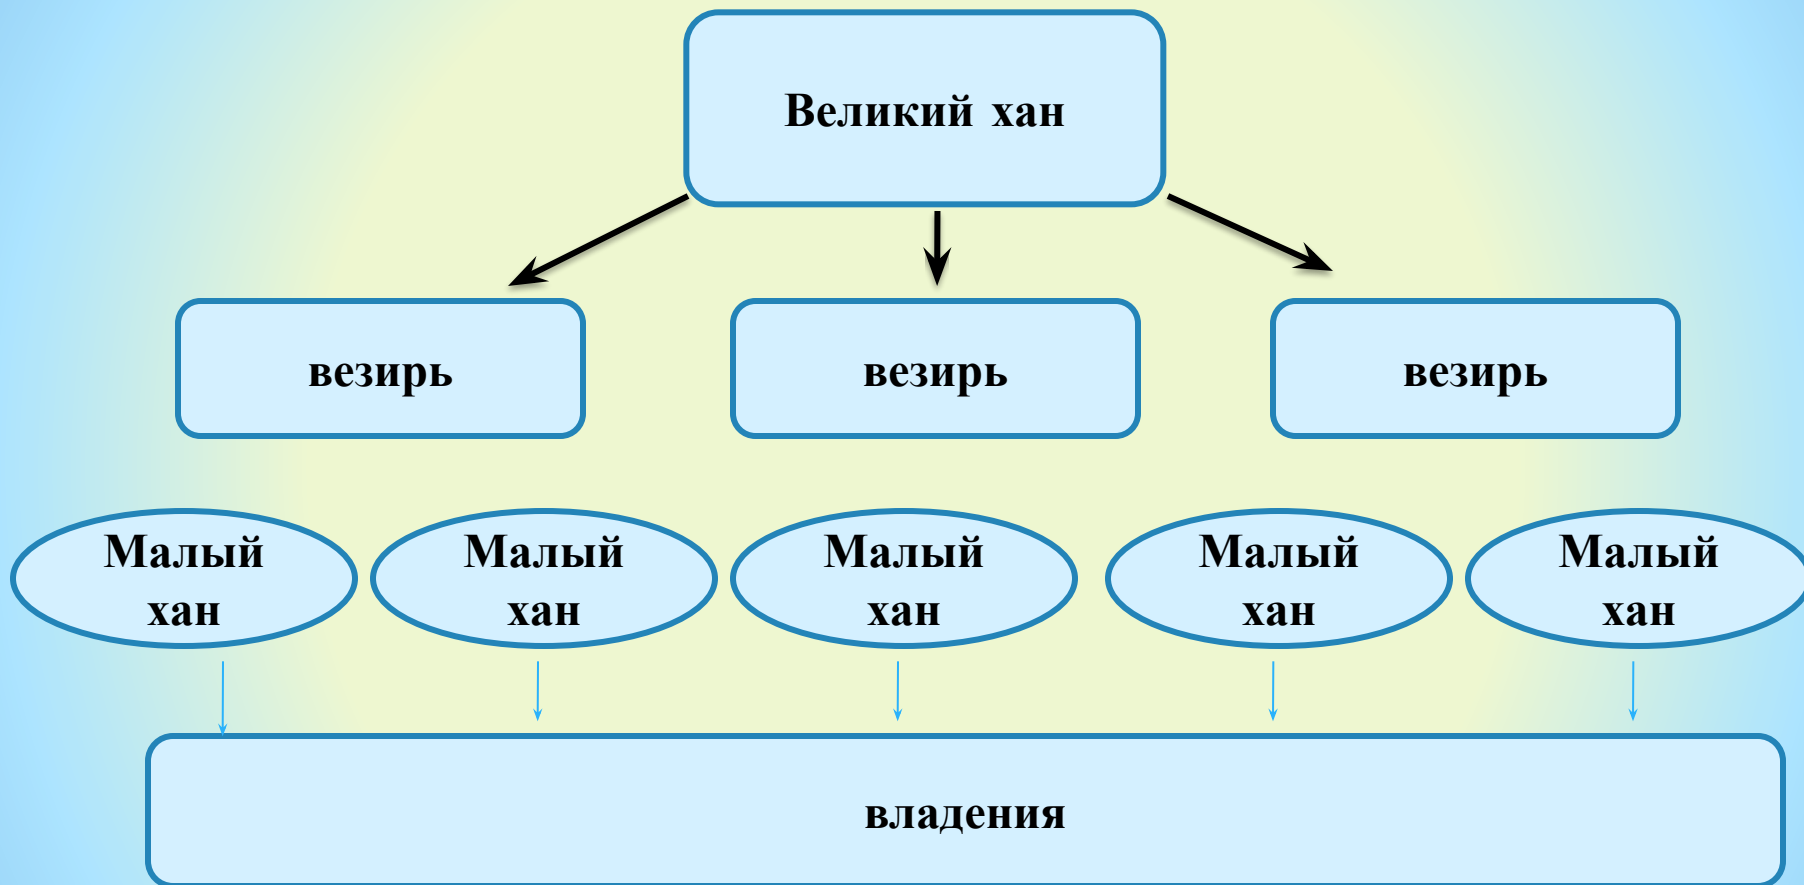 Великий хан
везирь
везирь
везирь
Малый
хан
Малый
хан
Малый
хан
Малый
хан
Малый
хан
владения